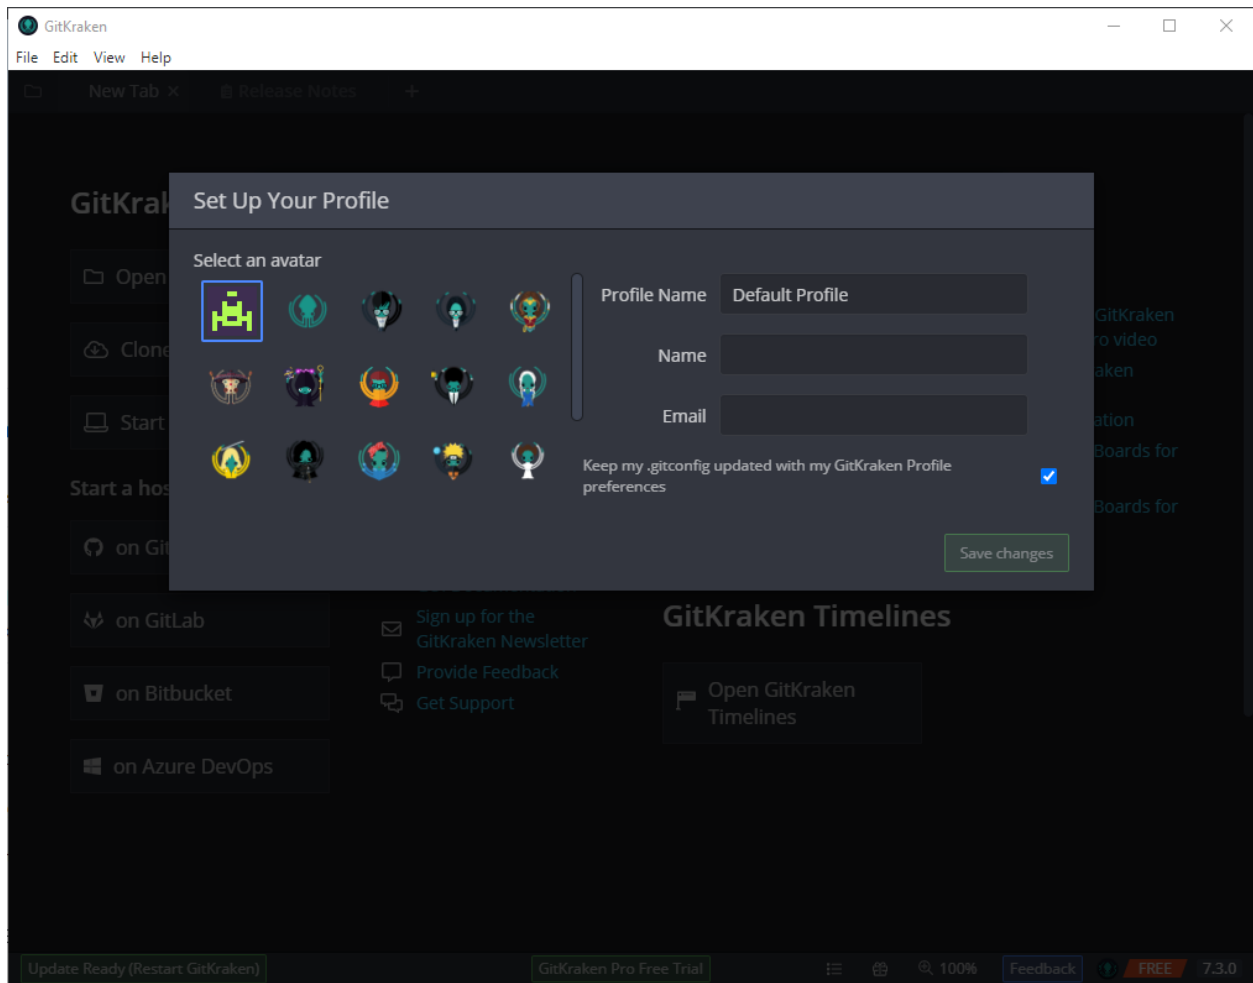 GitKraken
File Edit View Help
New Tab
Release Notes
GitKrak
Set Up Your Profile
Select an avatar
Profile Name
Default Profile
Name
Email
Keep my .gitconfig updated with my GitKraken Profile
preferences
Save changes
Open
Clone
Start
Start a hos
on Git
on GitLab
on Bitbucket
on Azure DevOps
Sign up for the
GitKraken Newsletter
Provide Feedback
Get Support
GitKraken
ro video
aken
ation
Boards for
Boards for
GitKraken Timelines
Open GitKraken
Timelines
Update Ready (Restart GitKraken)
GitKraken Pro Free Trial
100%
Feedback
FREE
7.3.0